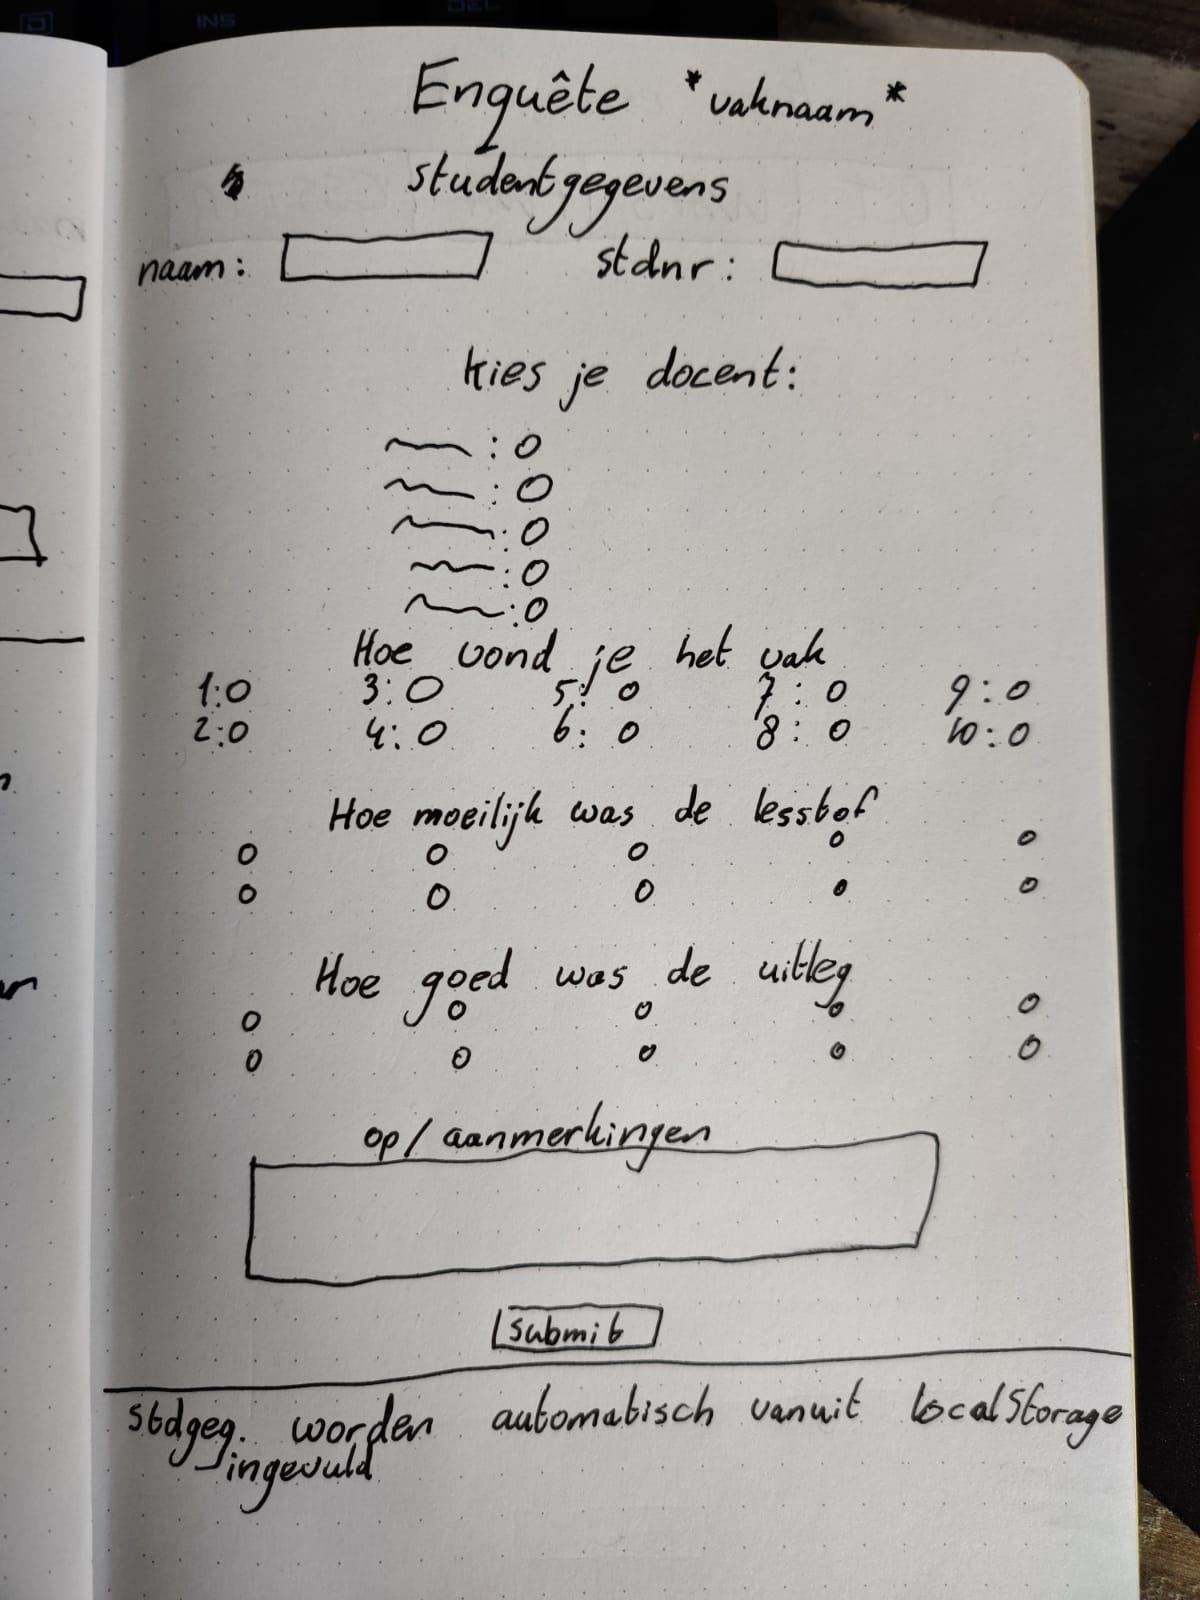 INS
DEL
Enquête *vaknaam*
studentgegevens
naam: stdnr:
kies je docent:
Hoe vond je het vak
1: 3: 5: 7: 9:
2: 4: 6: 8: 10:
Hoe moeilijk was de lesstof
Hoe goed was de uitleg
op/aanmerkingen
submit
stdgeg. worden automatisch vanuit localStorage
ingevuld